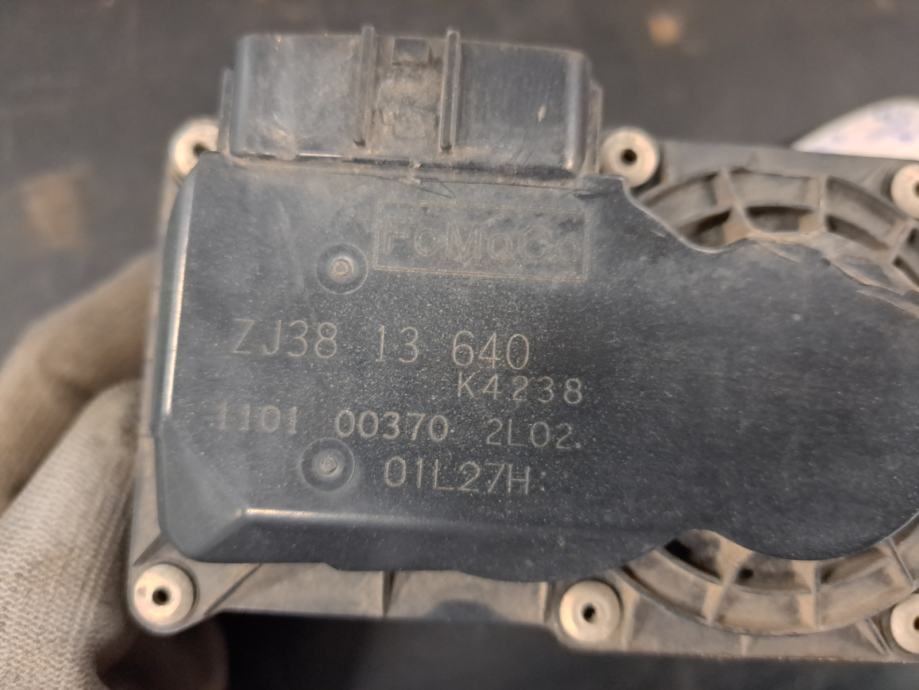 FoMoCo
ZJ38 13 640
K4238
1101 00370 2L02
01L27H